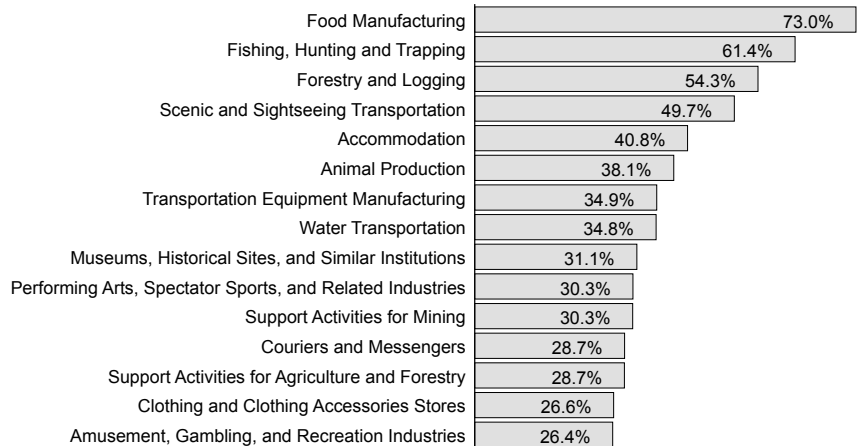 Food Manufacturing 73.0%
Fishing, Hunting and Trapping 61.4%
Forestry and Logging 54.3%
Scenic and Sightseeing Transportation 49.7%
Accommodation 40.8%
Animal Production 38.1%
Transportation Equipment Manufacturing 34.9%
Water Transportation 34.8%
Museums, Historical Sites, and Similar Institutions 31.1%
Performing Arts, Spectator Sports, and Related Industries 30.3%
Support Activities for Mining 30.3%
Couriers and Messengers 28.7%
Support Activities for Agriculture and Forestry 28.7%
Clothing and Clothing Accessories Stores 26.6%
Amusement, Gambling, and Recreation Industries 26.4%